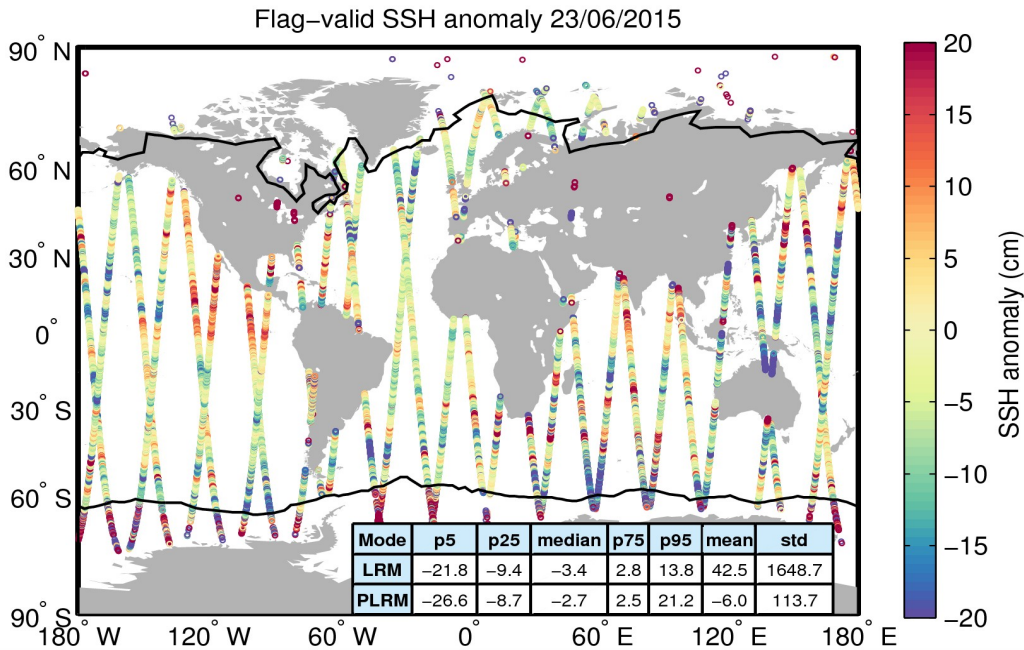 Flag−valid SSH anomaly 23/06/2015
90° N
60° N
30° N
0°
30° S
60° S
90° S
180° W 120° W 60° W 0° 60° E 120° E 180° E
Mode p5 p25 median p75 p95 mean std
LRM −21.8 −9.4 −3.4 2.8 13.8 42.5 1648.7
PLRM −26.6 −8.7 −2.7 2.5 21.2 −6.0 113.7
20
15
10
5
0
−5
−10
−15
−20
SSH anomaly (cm)